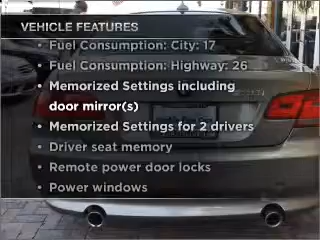 VEHICLE FEATURES
• Fuel Consumption: City: 17
• Fuel Consumption: Highway: 26
• Memorized Settings including
door mirror(s)
• Memorized Settings for 2 drivers
• Driver seat memory
• Remote power door locks
• Power windows